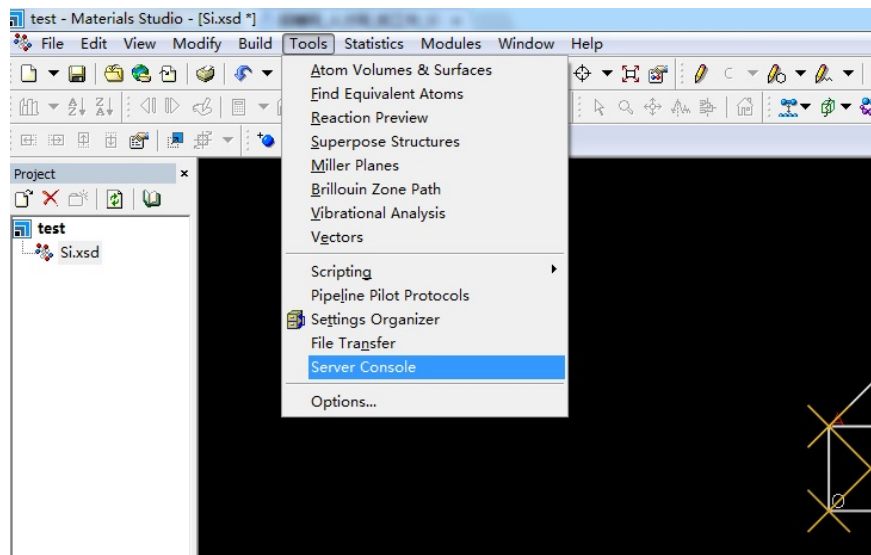 test - Materials Studio - [Si.xsd *]
File Edit View Modify Build Tools Statistics Modules Window Help
Atom Volumes & Surfaces
Find Equivalent Atoms
Reaction Preview
Superpose Structures
Miller Planes
Brillouin Zone Path
Vibrational Analysis
Vectors
Scripting
Pipeline Pilot Protocols
Settings Organizer
File Transfer
Server Console
Options...
Project
test
Si.xsd
A
O